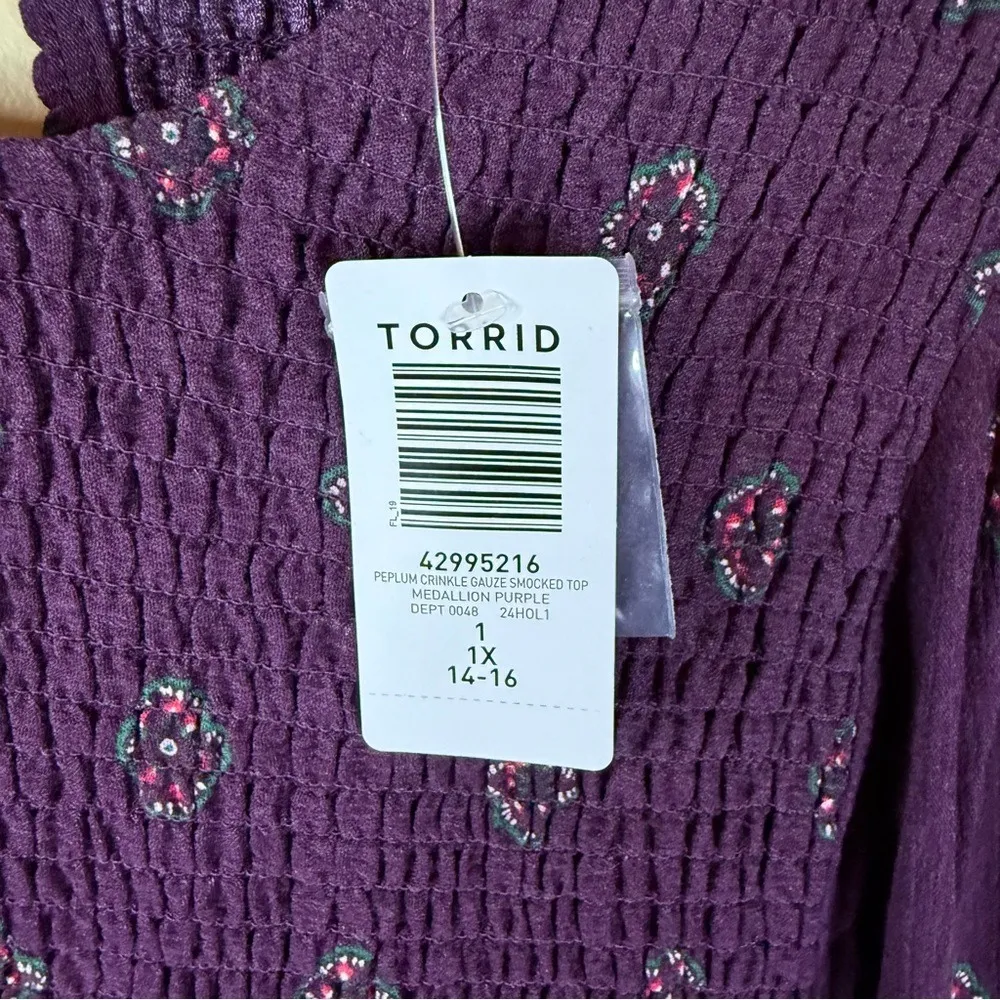 TORRID
FL_19
42995216
PEPLUM CRINKLE GAUZE SMOCKED TOP
MEDALLION PURPLE
DEPT 0048 24HOL1
1
1X
14-16